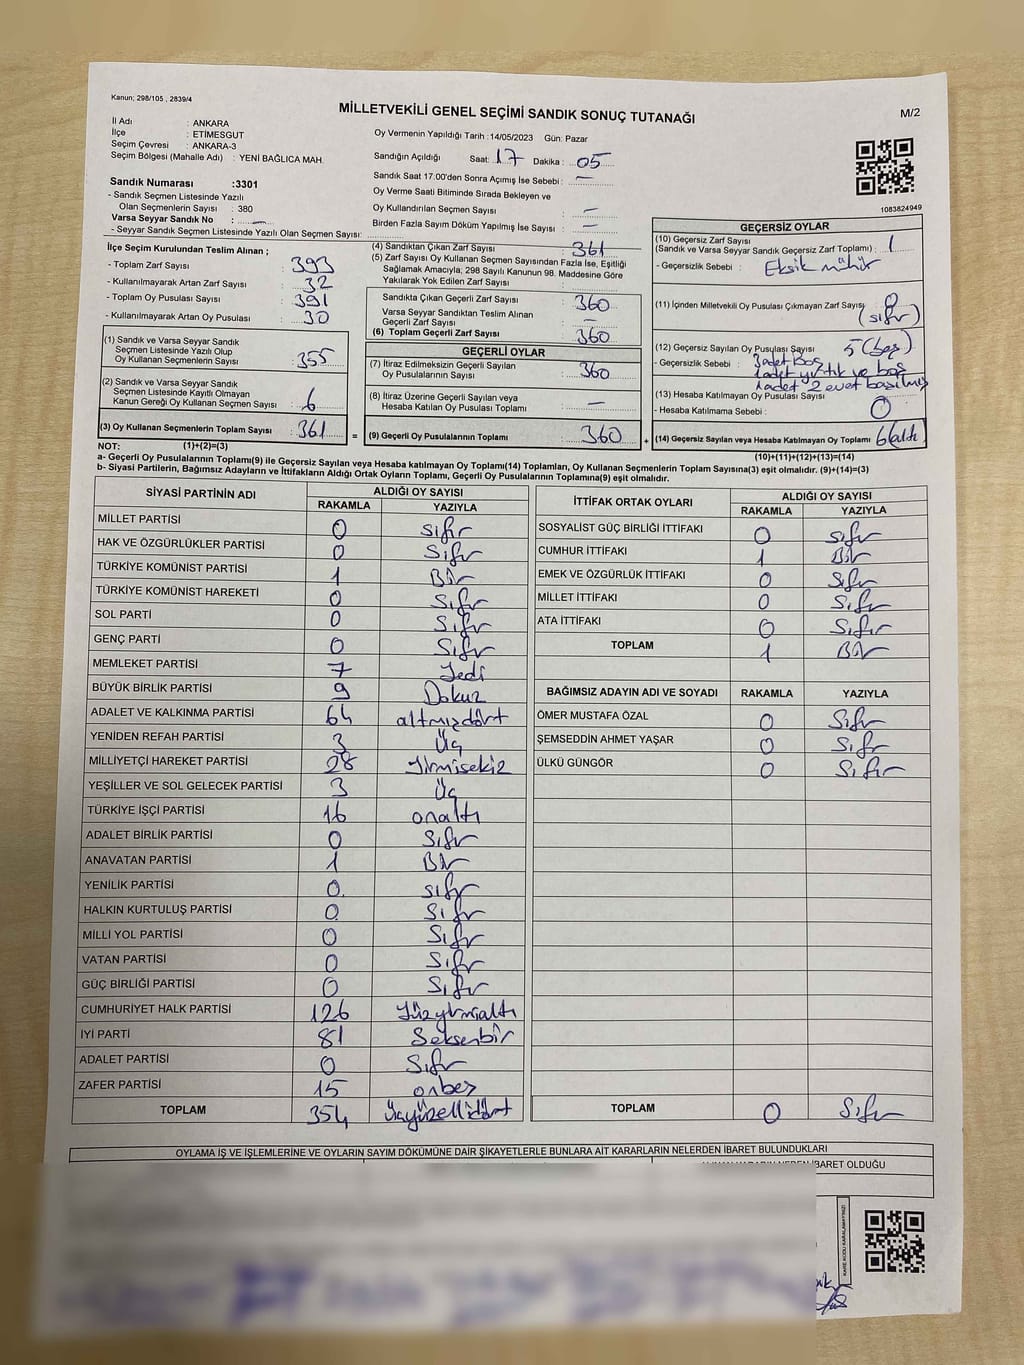 Kanun; 298/105 , 2839/4
MİLLETVEKİLİ GENEL SEÇİMİ SANDIK SONUÇ TUTANAĞI
M/2
İl Adı : ANKARA
İlçe : ETİMESGUT
Seçim Çevresi : ANKARA-3
Seçim Bölgesi (Mahalle Adı) : YENİ BAĞLICA MAH.
Oy Vermenin Yapıldığı Tarih :14/05/2023 Gün: Pazar
Sandığın Açıldığı Saat: 17 Dakika : 05
Sandık Saat 17:00'den Sonra Açımış İse Sebebi : —
Oy Verme Saati Bitiminde Sırada Bekleyen ve
Oy Kullandırılan Seçmen Sayısı : —
Birden Fazla Sayım Döküm Yapılmış İse Sayısı : —
1083824949
Sandık Numarası :3301
- Sandık Seçmen Listesinde Yazılı
Olan Seçmenlerin Sayısı : 380
Varsa Seyyar Sandık No : —
- Seyyar Sandık Seçmen Listesinde Yazılı Olan Seçmen Sayısı:
İlçe Seçim Kurulundan Teslim Alınan ;
- Toplam Zarf Sayısı : 393
- Kullanılmayarak Artan Zarf Sayısı : 32
- Toplam Oy Pusulası Sayısı : 391
- Kullanılmayarak Artan Oy Pusulası : 30
(1) Sandık ve Varsa Seyyar Sandık
Seçmen Listesinde Yazılı Olup
Oy Kullanan Seçmenlerin Sayısı : 355
(2) Sandık ve Varsa Seyyar Sandık
Seçmen Listesinde Kayıtlı Olmayan
Kanun Gereği Oy Kullanan Seçmen Sayısı : 6
(3) Oy Kullanan Seçmenlerin Toplam Sayısı : 361
(4) Sandıktan Çıkan Zarf Sayısı : 361
(5) Zarf Sayısı Oy Kullanan Seçmen Sayısından Fazla İse, Eşitliği
Sağlamak Amacıyla; 298 Sayılı Kanunun 98. Maddesine Göre
Yakılarak Yok Edilen Zarf Sayısı :
Sandıkta Çıkan Geçerli Zarf Sayısı : 360
Varsa Seyyar Sandıktan Teslim Alınan
Geçerli Zarf Sayısı : —
(6) Toplam Geçerli Zarf Sayısı : 360
GEÇERLİ OYLAR
(7) İtiraz Edilmeksizin Geçerli Sayılan
Oy Pusulalarının Sayısı : 360
(8) İtiraz Üzerine Geçerli Sayılan veya
Hesaba Katılan Oy Pusulası Toplamı : —
= (9) Geçerli Oy Pusulalarının Toplamı : 360 +
GEÇERSİZ OYLAR
(10) Geçersiz Zarf Sayısı
(Sandık ve Varsa Seyyar Sandık Geçersiz Zarf Toplamı) : 1
- Geçersizlik Sebebi : Eksik mühür
(11) İçinden Milletvekili Oy Pusulası Çıkmayan Zarf Sayısı : 0
(sıfır)
(12) Geçersiz Sayılan Oy Pusulası Sayısı : 5 (beş)
- Geçersizlik Sebebi : 3 adet Boş
1 adet yırtık ve boş
1 adet 2 evet basılmış
(13) Hesaba Katılmayan Oy Pusulası Sayısı
- Hesaba Katılmama Sebebi : 0
(14) Geçersiz Sayılan veya Hesaba Katılmayan Oy Toplamı : 6(altı)
NOT: (1)+(2)=(3) (10)+(11)+(12)+(13)=(14)
a- Geçerli Oy Pusulalarının Toplamı(9) ile Geçersiz Sayılan veya Hesaba katılmayan Oy Toplamı(14) Toplamları, Oy Kullanan Seçmenlerin Toplam Sayısına(3) eşit olmalıdır. (9)+(14)=(3)
b- Siyasi Partilerin, Bağımsız Adayların ve İttifakların Aldığı Ortak Oyların Toplamı, Geçerli Oy Pusulalarının Toplamına(9) eşit olmalıdır.
SİYASİ PARTİNİN ADI ALDIĞI OY SAYISI
RAKAMLA YAZIYLA
MİLLET PARTİSİ 0 sıfır
HAK VE ÖZGÜRLÜKLER PARTİSİ 0 Sıfır
TÜRKİYE KOMÜNİST PARTİSİ 1 Bir
TÜRKİYE KOMÜNİST HAREKETİ 0 Sıfır
SOL PARTİ 0 Sıfır
GENÇ PARTİ 0 Sıfır
MEMLEKET PARTİSİ 7 Yedi
BÜYÜK BİRLİK PARTİSİ 9 Dokuz
ADALET VE KALKINMA PARTİSİ 64 altmışdört
YENİDEN REFAH PARTİSİ 3 Üç
MİLLİYETÇİ HAREKET PARTİSİ 28 Yirmisekiz
YEŞİLLER VE SOL GELECEK PARTİSİ 3 Üç
TÜRKİYE İŞÇİ PARTİSİ 16 onaltı
ADALET BİRLİK PARTİSİ 0 Sıfır
ANAVATAN PARTİSİ 1 Bir
YENİLİK PARTİSİ 0 sıfır
HALKIN KURTULUŞ PARTİSİ 0 Sıfır
MİLLİ YOL PARTİSİ 0 Sıfır
VATAN PARTİSİ 0 Sıfır
GÜÇ BİRLİĞİ PARTİSİ 0 Sıfır
CUMHURİYET HALK PARTİSİ 126 Yüzyirmialtı
İYİ PARTİ 81 Seksenbir
ADALET PARTİSİ 0 Sıfır
ZAFER PARTİSİ 15 onbeş
TOPLAM 354 Üçyüzellidört
İTTİFAK ORTAK OYLARI ALDIĞI OY SAYISI
RAKAMLA YAZIYLA
SOSYALİST GÜÇ BİRLİĞİ İTTİFAKI 0 sıfır
CUMHUR İTTİFAKI 1 Bir
EMEK VE ÖZGÜRLÜK İTTİFAKI 0 Sıfır
MİLLET İTTİFAKI 0 Sıfır
ATA İTTİFAKI 0 Sıfır
TOPLAM 1 Bir
BAĞIMSIZ ADAYIN ADI VE SOYADI RAKAMLA YAZIYLA
ÖMER MUSTAFA ÖZAL 0 Sıfır
ŞEMSEDDİN AHMET YAŞAR 0 Sıfır
ÜLKÜ GÜNGÖR 0 Sıfır
TOPLAM 0 Sıfır
OYLAMA İŞ VE İŞLEMLERİNE VE OYLARIN SAYIM DÖKÜMÜNE DAİR ŞİKAYETLERLE BUNLARA AİT KARARLARIN NELERDEN İBARET BULUNDUKLARI
İBARET OLDUĞU
KARE KODU KARALAMAYINIZ!